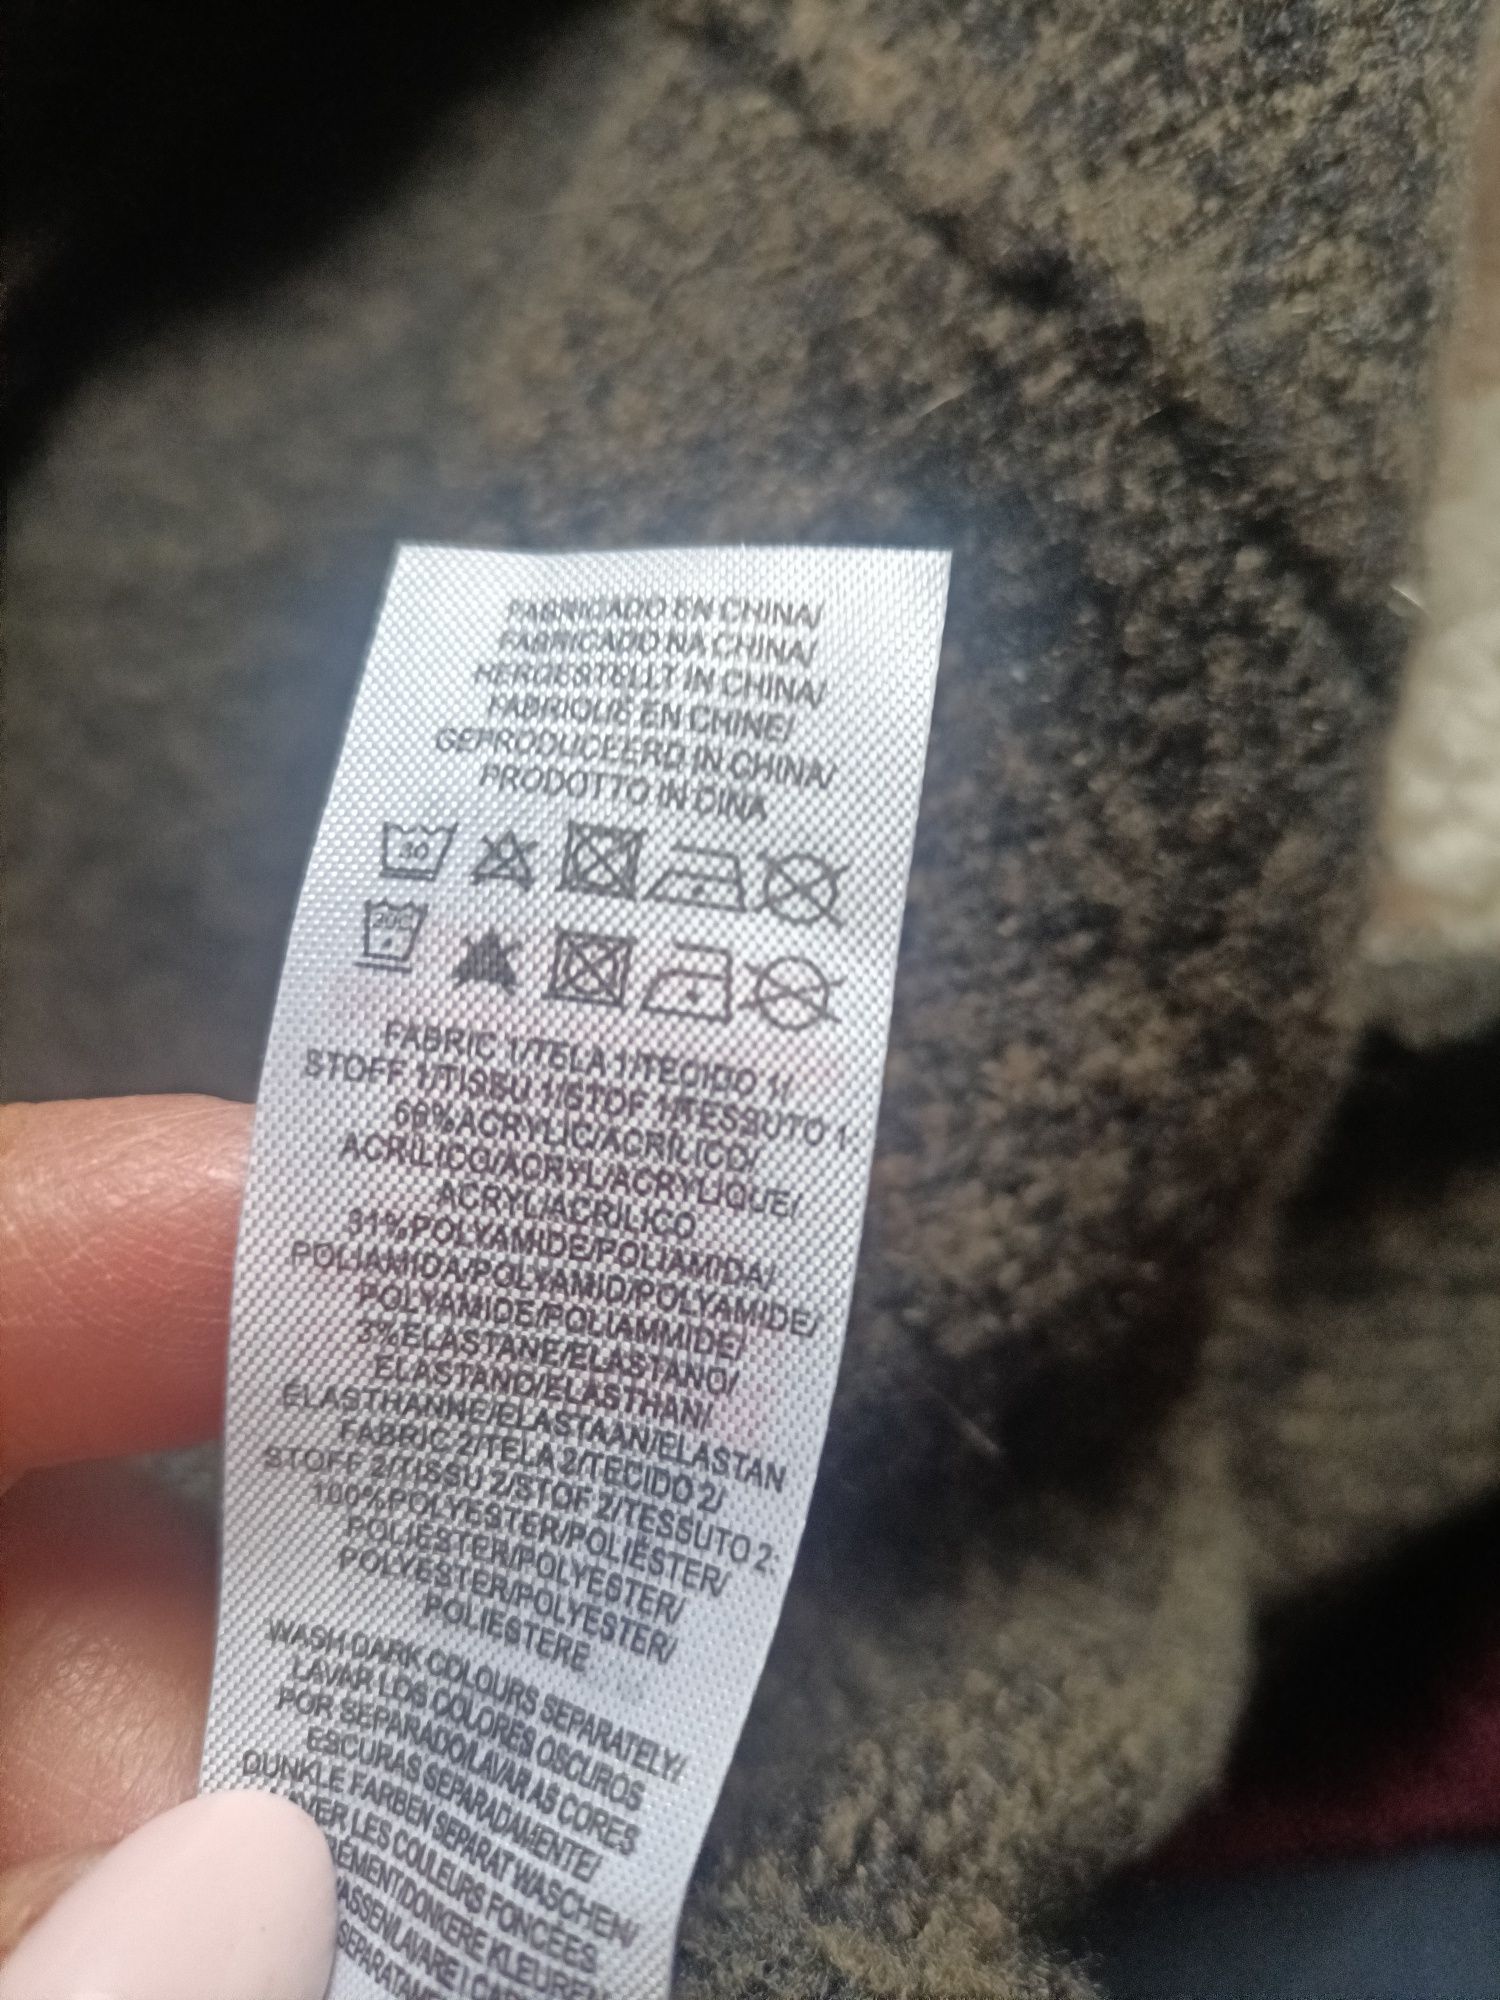 FABRICADO EN CHINA/
FABRICADO NA CHINA/
HERGESTELLT IN CHINA/
FABRIQUE EN CHINE/
GEPRODUCEERD IN CHINA/
PRODOTTO IN CINA
30
30C
FABRIC 1/TELA 1/TECIDO 1/
STOFF 1/TISSU 1/STOF 1/TESSUTO 1:
66%ACRYLIC/ACRÍLICO/
ACRÍLICO/ACRYL/ACRYLIQUE/
ACRYL/ACRILICO
31%POLYAMIDE/POLIAMIDA/
POLIAMIDA/POLYAMID/POLYAMIDE/
POLYAMIDE/POLIAMMIDE/
3%ELASTANE/ELASTANO/
ELASTANO/ELASTHAN/
ELASTHANNE/ELASTAAN/ELASTAN
FABRIC 2/TELA 2/TECIDO 2/
STOFF 2/TISSU 2/STOF 2/TESSUTO 2:
100%POLYESTER/POLIÉSTER/
POLIÉSTER/POLYESTER/
POLYESTER/POLYESTER/
POLIESTERE
WASH DARK COLOURS SEPARATELY/
LAVAR LOS COLORES OSCUROS
POR SEPARADO/LAVAR AS CORES
ESCURAS SEPARADAMENTE/
DUNKLE FARBEN SEPARAT WASCHEN/
LES COULEURS FONCÉES
KLEUREN